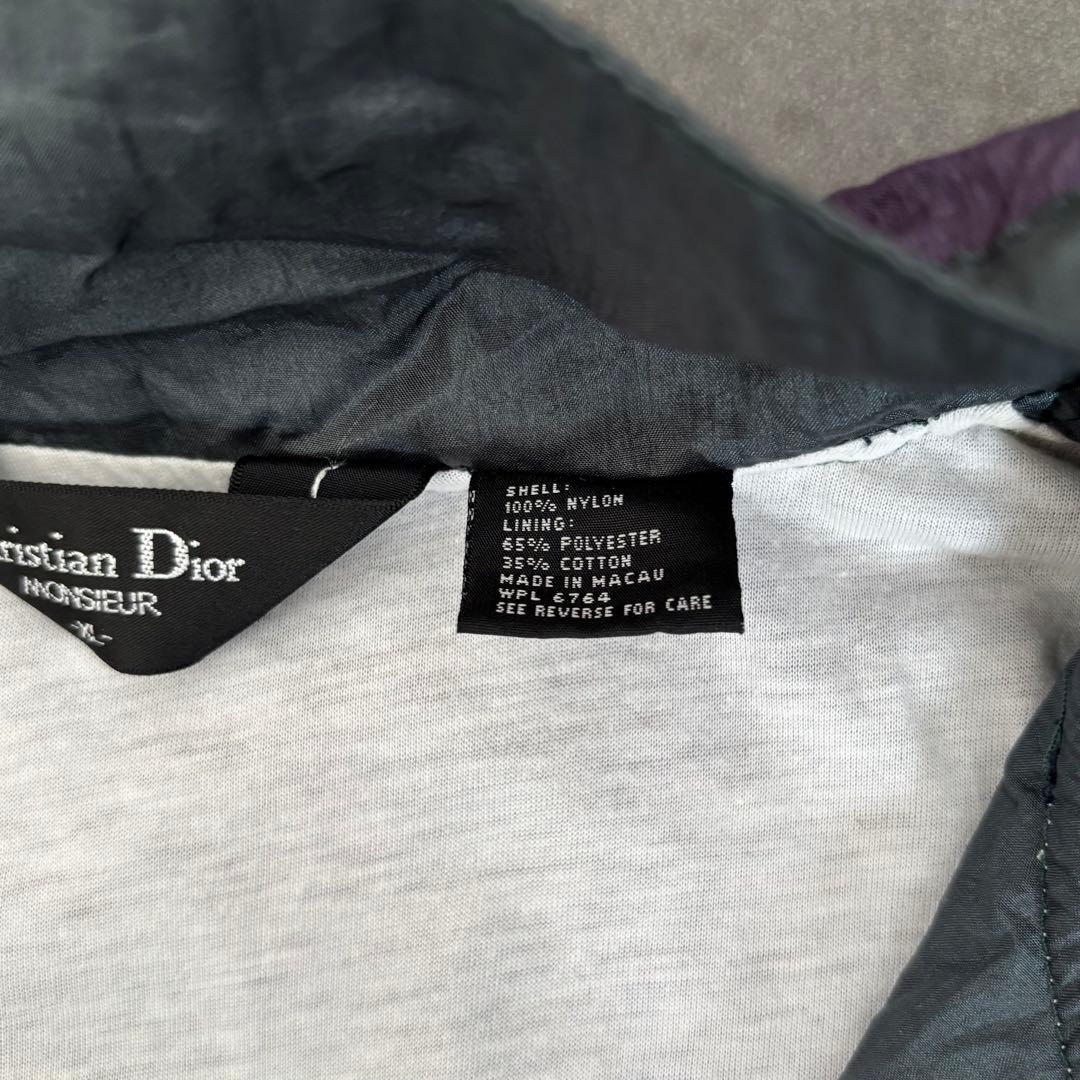 ristian Dior
MONSIEUR
-XL-
SHELL:
100% NYLON
LINING:
65% POLYESTER
35% COTTON
MADE IN MACAU
WPL 6764
SEE REVERSE FOR CARE